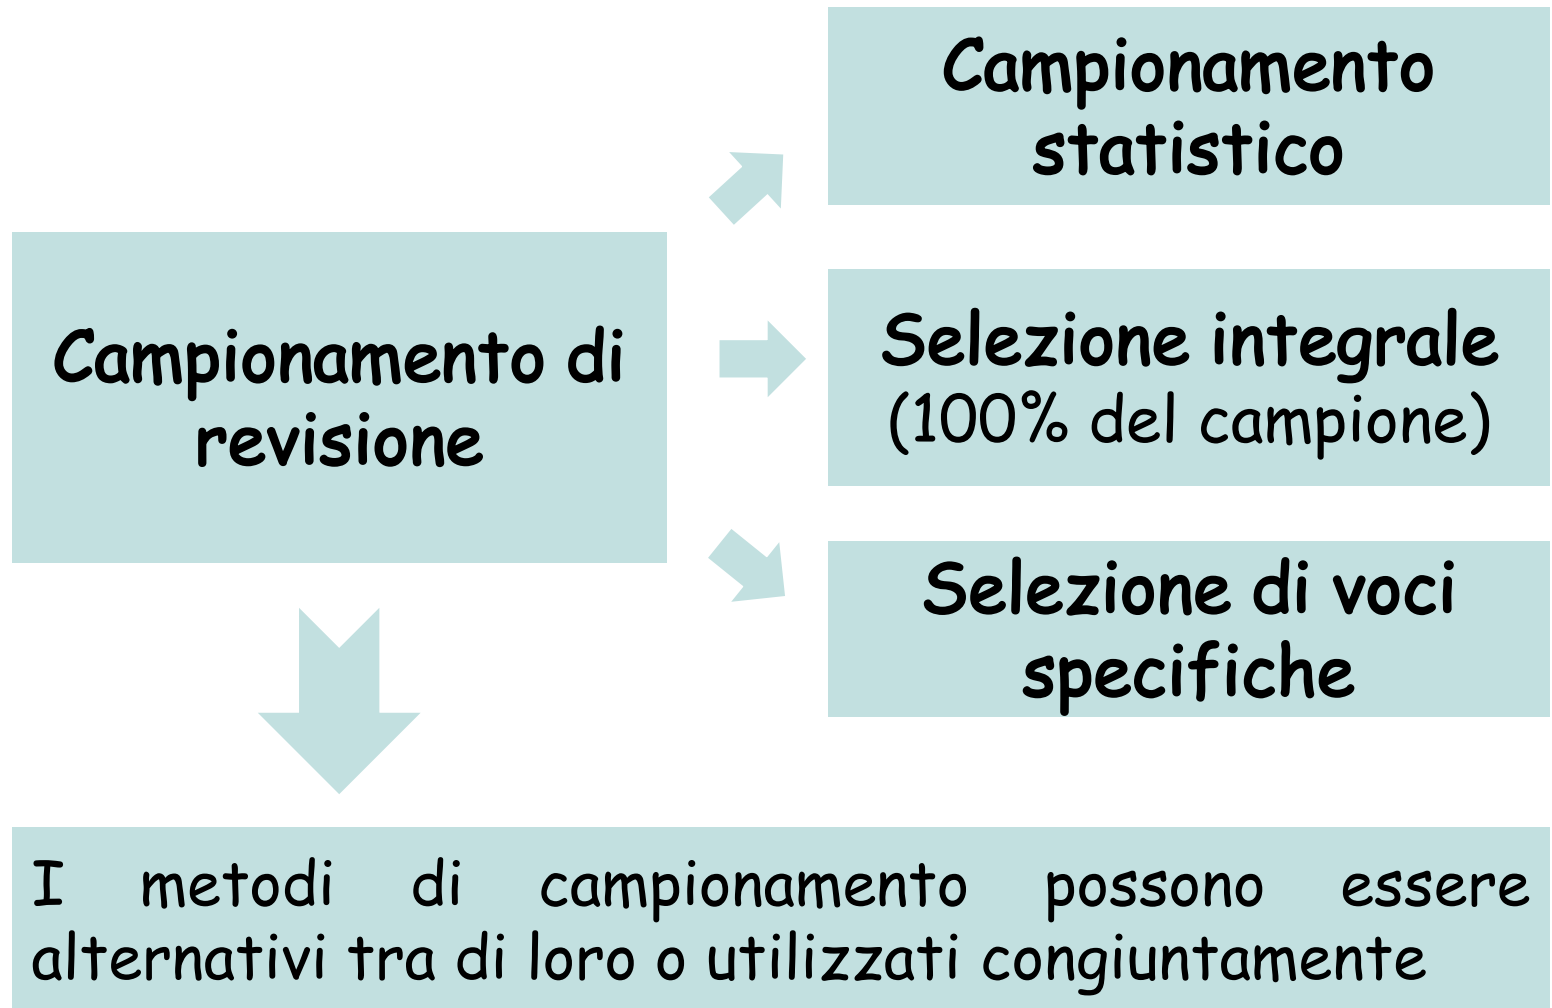 Campionamento
statistico
Campionamento di
revisione
Selezione integrale
(100% del campione)
Selezione di voci
specifiche
I metodi di campionamento possono essere
alternativi tra di loro o utilizzati congiuntamente